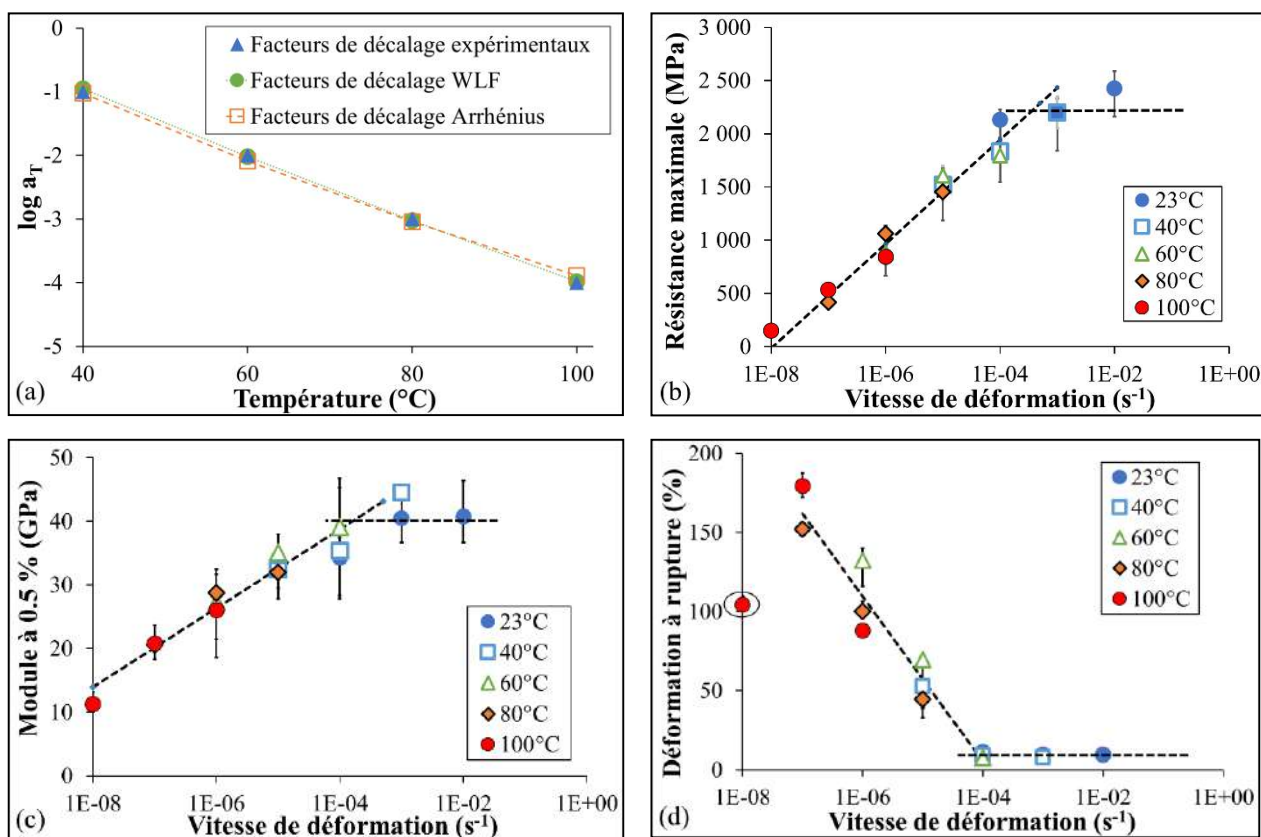 0
-1
-2
-3
-4
-5
log aT
40
60
80
100
Température (°C)
Facteurs de décalage expérimentaux
Facteurs de décalage WLF
Facteurs de décalage Arrhénius
(a)
Résistance maximale (MPa)
3 000
2 500
2 000
1 500
1 000
500
0
1E-08
1E-06
1E-04
1E-02
1E+00
Vitesse de déformation (s-1)
23°C
40°C
60°C
80°C
100°C
(b)
Module à 0.5 % (GPa)
50
40
30
20
10
0
1E-08
1E-06
1E-04
1E-02
1E+00
Vitesse de déformation (s-1)
23°C
40°C
60°C
80°C
100°C
(c)
Déformation à rupture (%)
200
150
100
50
0
1E-08
1E-06
1E-04
1E-02
1E+00
Vitesse de déformation (s-1)
23°C
40°C
60°C
80°C
100°C
(d)